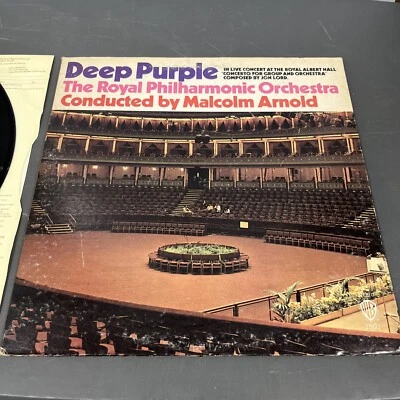 Deep Purple
IN LIVE CONCERT AT THE ROYAL ALBERT HALL
'CONCERTO FOR GROUP AND ORCHESTRA'
COMPOSED BY JON LORD.
The Royal Philharmonic Orchestra
Conducted by Malcolm Arnold